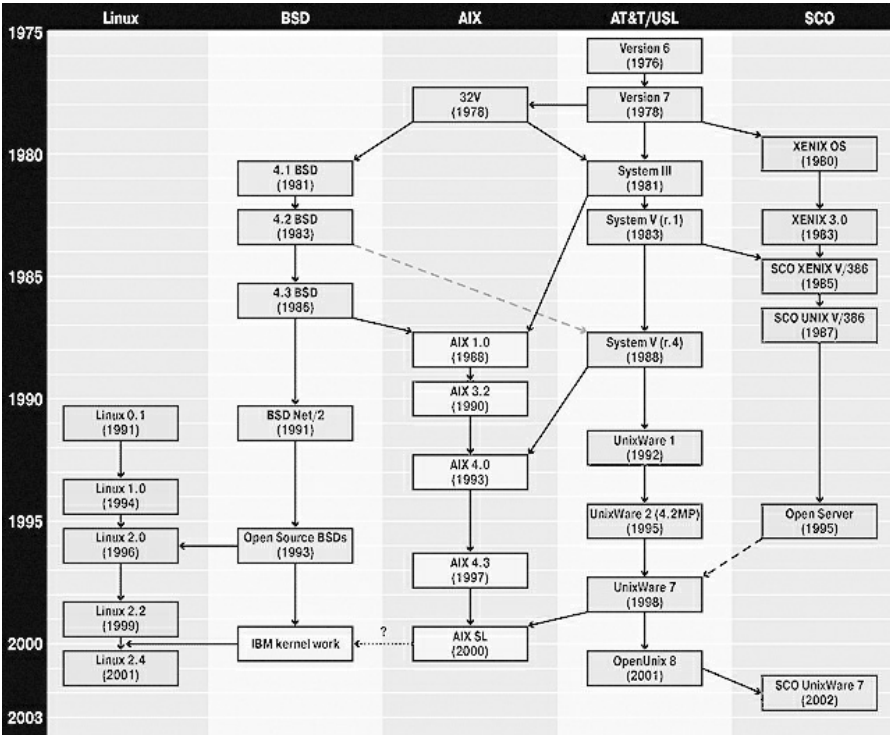 Linux BSD AIX AT&T/USL SCO
1975
Version 6
(1976)
32V
(1978)
Version 7
(1978)
1980
XENIX OS
(1980)
4.1 BSD
(1981)
System III
(1981)
4.2 BSD
(1983)
System V (r.1)
(1983)
XENIX 3.0
(1983)
1985
SCO XENIX V/386
(1985)
4.3 BSD
(1986)
SCO UNIX V/386
(1987)
AIX 1.0
(1988)
System V (r.4)
(1988)
1990
AIX 3.2
(1990)
Linux 0.1
(1991)
BSD Net/2
(1991)
UnixWare 1
(1992)
AIX 4.0
(1993)
Linux 1.0
(1994)
1995
UnixWare 2 (4.2MP)
(1995)
Open Server
(1995)
Linux 2.0
(1996)
Open Source BSDs
(1993)
AIX 4.3
(1997)
UnixWare 7
(1998)
Linux 2.2
(1999)
2000
IBM kernel work
?
AIX 5L
(2000)
Linux 2.4
(2001)
OpenUnix 8
(2001)
SCO UnixWare 7
(2002)
2003